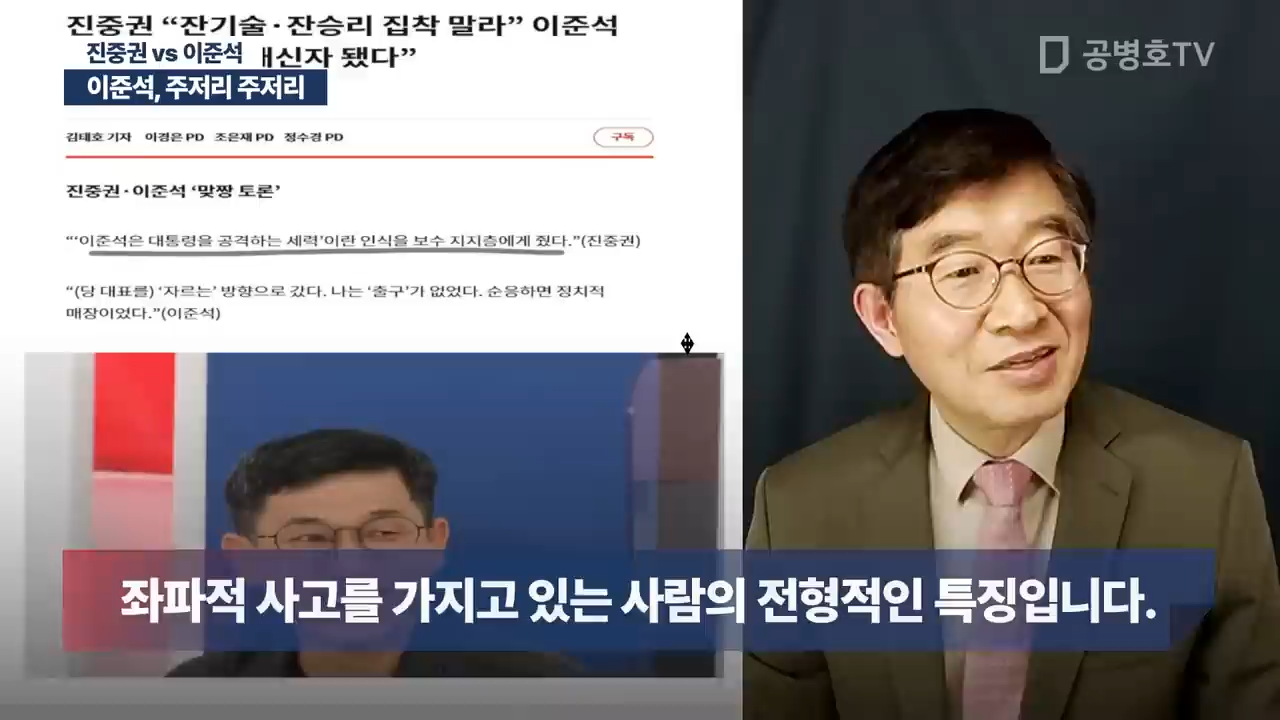 진중권 “잔기술·잔승리 집착 말라” 이준석
신자 됐다”
진중권 vs 이준석
이준석, 주저리 주저리
공병호TV
김태호 기자 이경은 PD 조은재 PD 정수경 PD
구독
진중권·이준석 ‘맞짱 토론’
“‘이준석은 대통령을 공격하는 세력’이란 인식을 보수 지지층에게 줬다.”(진중권)
“(당 대표를) ‘자르는’ 방향으로 갔다. 나는 ‘출구’가 없었다. 순응하면 정치적
매장이었다.”(이준석)
좌파적 사고를 가지고 있는 사람의 전형적인 특징입니다.